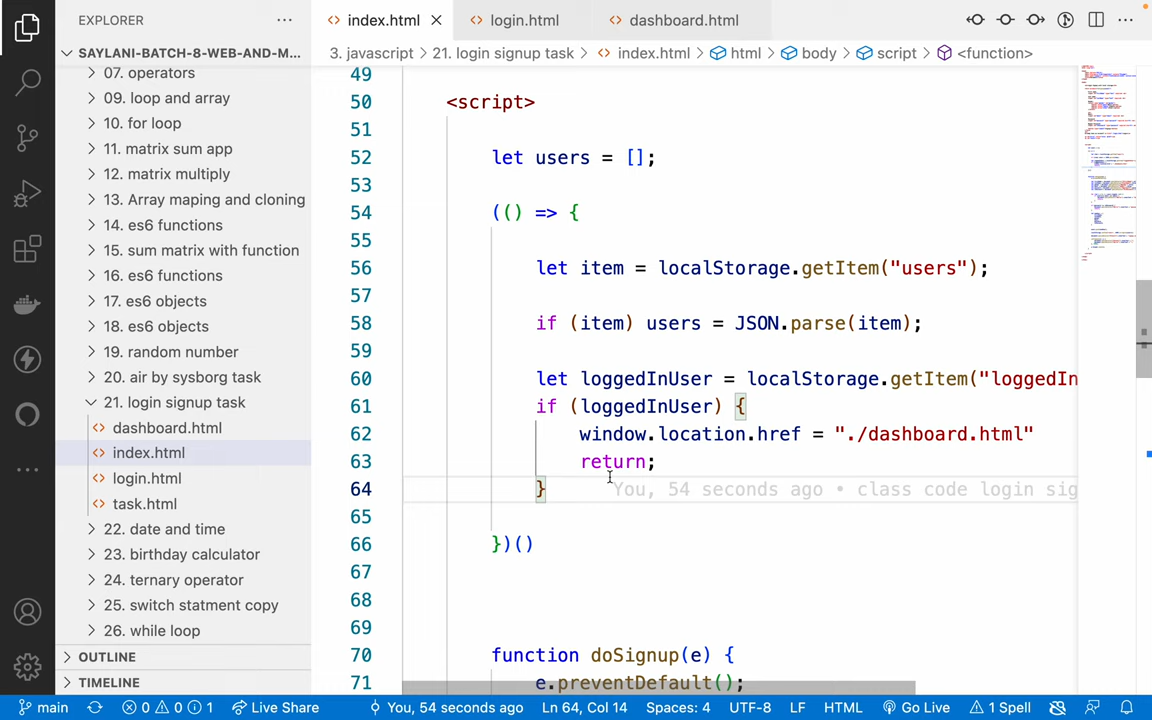 EXPLORER
index.html
login.html
dashboard.html
SAYLANI-BATCH-8-WEB-AND-M...
3. javascript > 21. login signup task > index.html > html > body > script > <function>
07. operators
09. loop and array
10. for loop
11. matrix sum app
12. matrix multiply
13. Array maping and cloning
14. es6 functions
15. sum matrix with function
16. es6 functions
17. es6 objects
18. es6 objects
19. random number
20. air by sysborg task
21. login signup task
dashboard.html
index.html
login.html
task.html
22. date and time
23. birthday calculator
24. ternary operator
25. switch statment copy
26. while loop
OUTLINE
TIMELINE
49
50 <script>
51
52 let users = [];
53
54 (() => {
55
56 let item = localStorage.getItem("users");
57
58 if (item) users = JSON.parse(item);
59
60 let loggedInUser = localStorage.getItem("loggedIn
61 if (loggedInUser) {
62 window.location.href = "./dashboard.html"
63 return;
64 } You, 54 seconds ago • class code login sig
65
66 })()
67
68
69
70 function doSignup(e) {
71 e.preventDefault();
main 0 0 1 Live Share You, 54 seconds ago Ln 64, Col 14 Spaces: 4 UTF-8 LF HTML Go Live 1 Spell